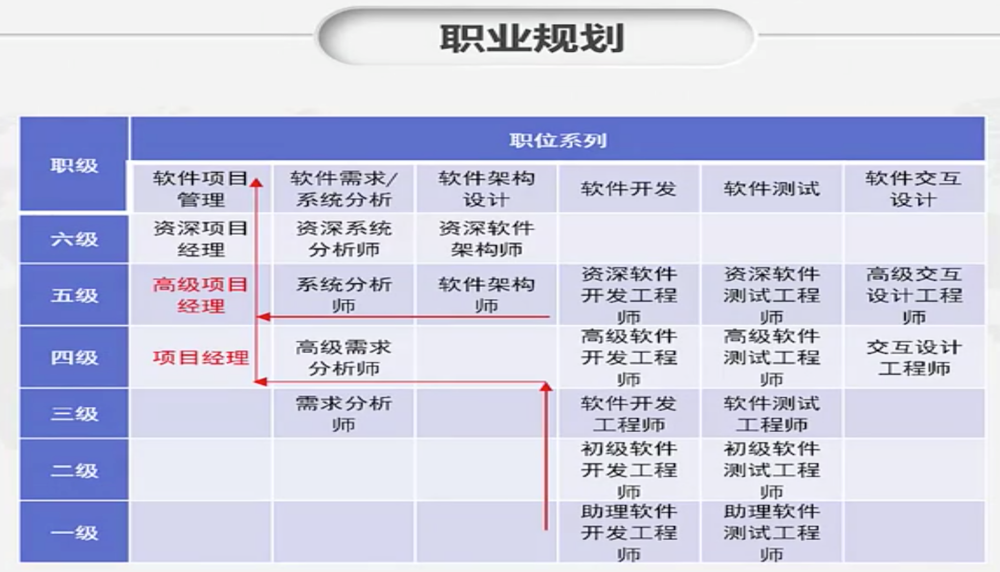 职业规划
职级
职位系列
软件项目
管理
软件需求/
系统分析
软件架构
设计
软件开发
软件测试
软件交互
设计
六级
资深项目
经理
资深系统
分析师
资深软件
架构师
五级
高级项目
经理
系统分析
师
软件架构
师
资深软件
开发工程
师
资深软件
测试工程
师
高级交互
设计工程
师
四级
项目经理
高级需求
分析师
高级软件
开发工程
师
高级软件
测试工程
师
交互设计
工程师
三级
需求分析
师
软件开发
工程师
软件测试
工程师
二级
初级软件
开发工程
师
初级软件
测试工程
师
一级
助理软件
开发工程
师
助理软件
测试工程
师